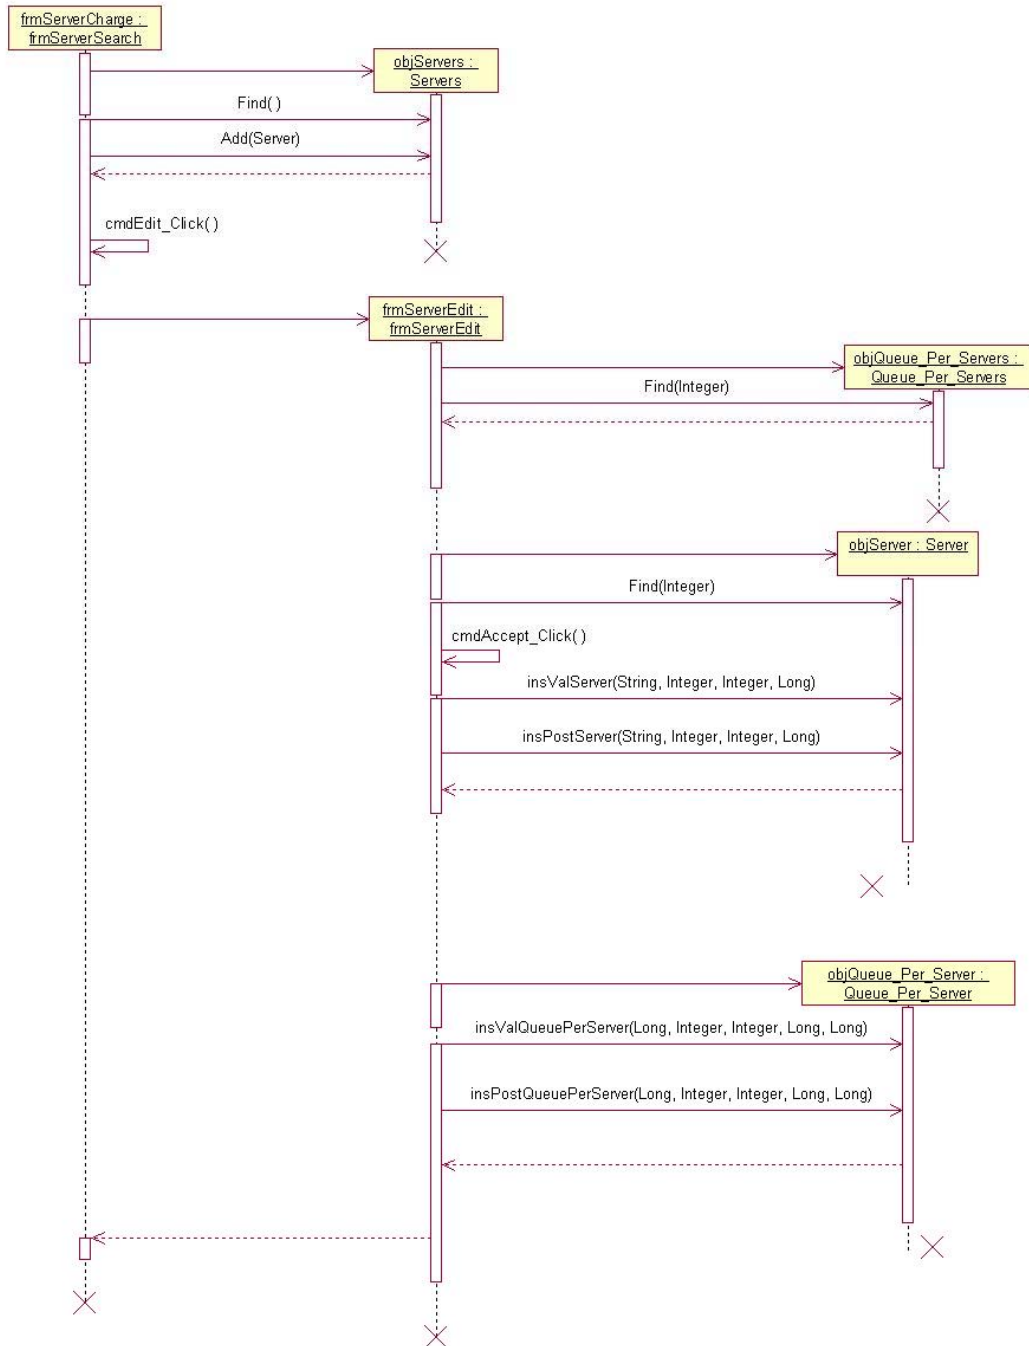 frmServerCharge :
frmServerSearch
objServers :
Servers
Find( )
Add(Server)
cmdEdit_Click( )
frmServerEdit :
frmServerEdit
objQueue_Per_Servers :
Queue_Per_Servers
Find(Integer)
objServer : Server
Find(Integer)
cmdAccept_Click( )
insValServer(String, Integer, Integer, Long)
insPostServer(String, Integer, Integer, Long)
objQueue_Per_Server :
Queue_Per_Server
insValQueuePerServer(Long, Integer, Integer, Long, Long)
insPostQueuePerServer(Long, Integer, Integer, Long, Long)